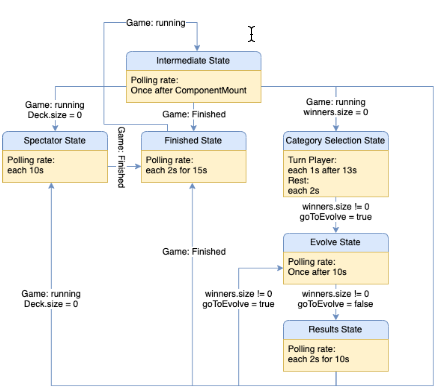 Game: running
Intermediate State
Polling rate:
Once after ComponentMount
Game: running
Deck.size = 0
Game: Finished
Game: running
winners.size = 0
Spectator State
Polling rate:
each 10s
Game: Finished
Finished State
Polling rate:
each 2s for 15s
Category Selection State
Turn Player:
each 1s after 13s
Rest:
each 2s
winners.size != 0
goToEvolve = true
Evolve State
Polling rate:
Once after 10s
Game: Finished
Game: running
Deck.size = 0
winners.size != 0
goToEvolve = true
winners.size != 0
goToEvolve = false
Results State
Polling rate:
each 2s for 10s